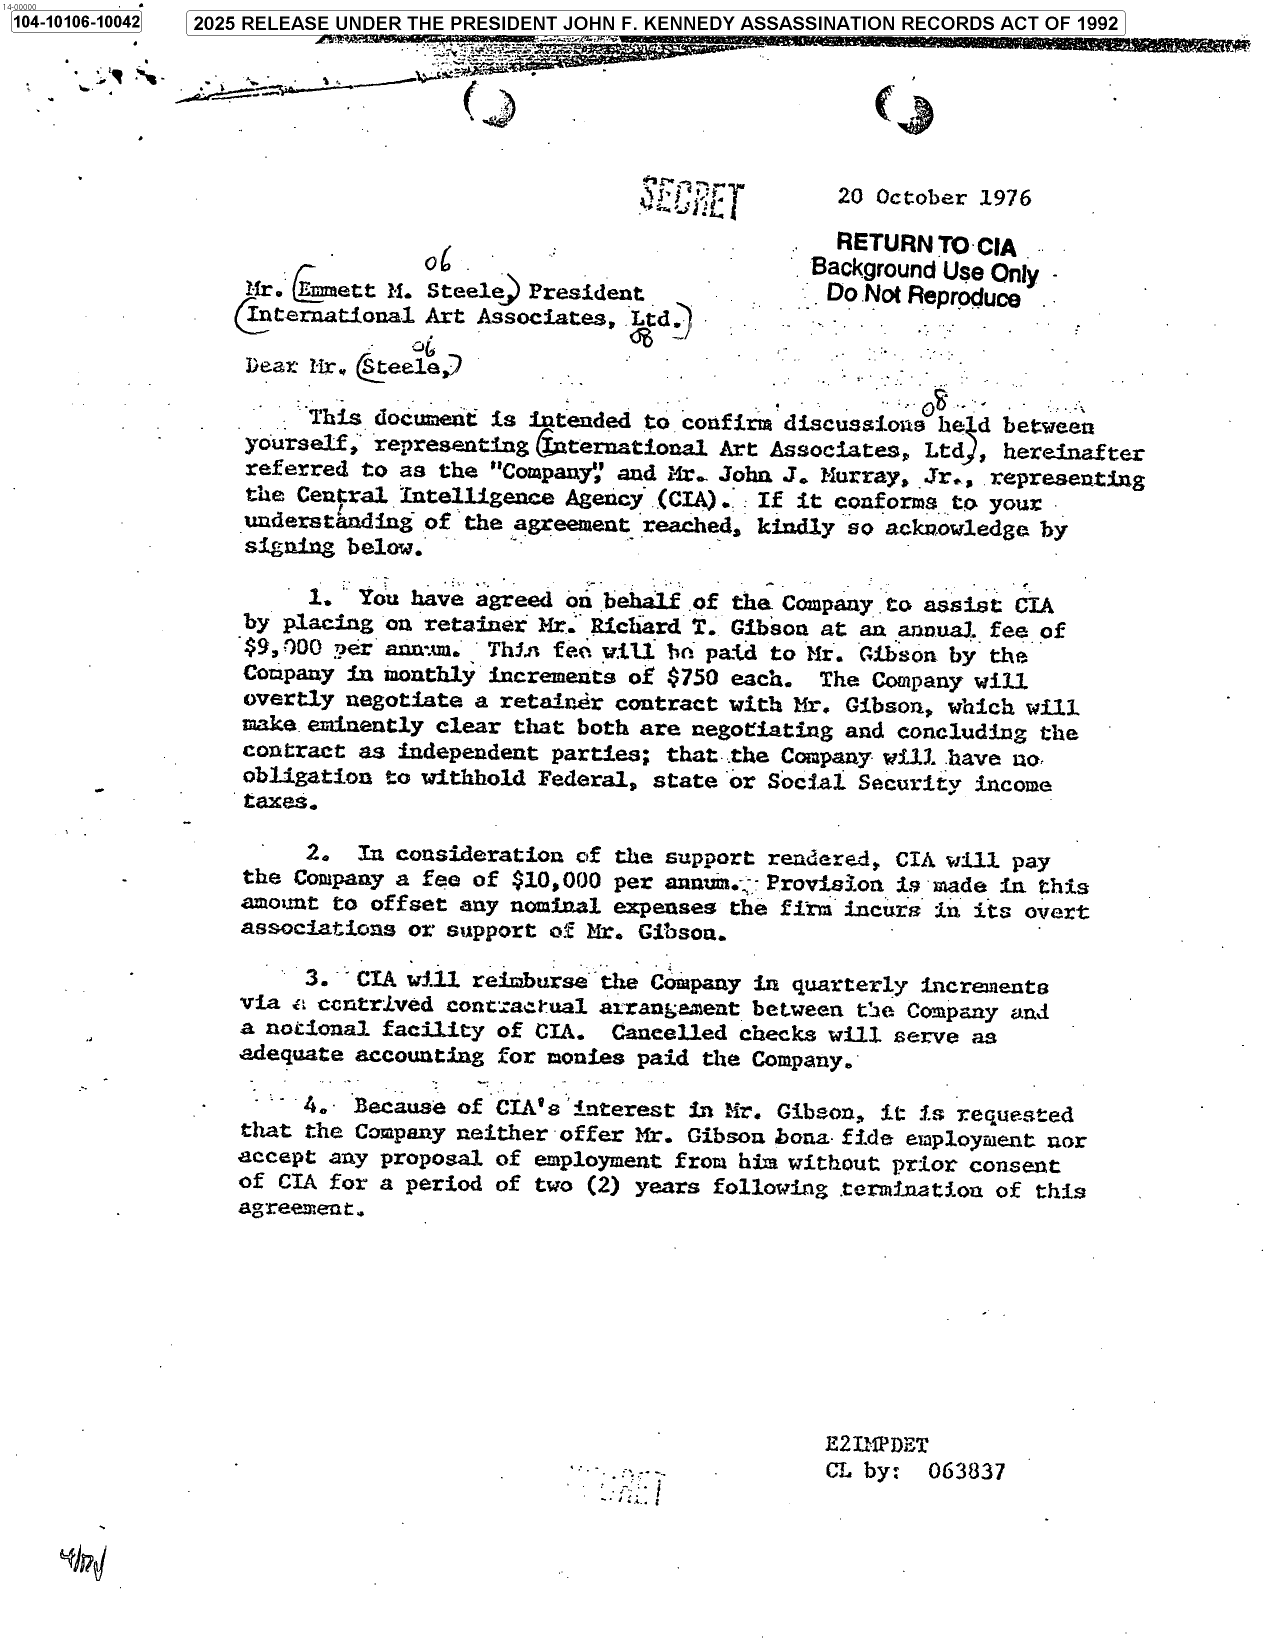 14-00000
104-10106-10042
2025 RELEASE UNDER THE PRESIDENT JOHN F. KENNEDY ASSASSINATION RECORDS ACT OF 1992
SECRET
20 October 1976
RETURN TO CIA
Background Use Only
Do Not Reproduce
06
Mr. (Emmett M. Steele,) President
(International Art Associates, Ltd.)
08
06
Dear Mr. (Steele,)
08
This document is intended to confirm discussions held between
yourself, representing (International Art Associates, Ltd), hereinafter
referred to as the "Company", and Mr. John J. Murray, Jr., representing
the Central Intelligence Agency (CIA). If it conforms to your
understanding of the agreement reached, kindly so acknowledge by
signing below.
1. You have agreed on behalf of the Company to assist CIA
by placing on retainer Mr. Richard T. Gibson at an annual fee of
$9,000 per annum. This fee will be paid to Mr. Gibson by the
Company in monthly increments of $750 each. The Company will
overtly negotiate a retainer contract with Mr. Gibson, which will
make eminently clear that both are negotiating and concluding the
contract as independent parties; that the Company will have no
obligation to withhold Federal, state or Social Security income
taxes.
2. In consideration of the support rendered, CIA will pay
the Company a fee of $10,000 per annum. Provision is made in this
amount to offset any nominal expenses the firm incurs in its overt
associations or support of Mr. Gibson.
3. CIA will reimburse the Company in quarterly increments
via a contrived contractual arrangement between the Company and
a notional facility of CIA. Cancelled checks will serve as
adequate accounting for monies paid the Company.
4. Because of CIA's interest in Mr. Gibson, it is requested
that the Company neither offer Mr. Gibson bona fide employment nor
accept any proposal of employment from him without prior consent
of CIA for a period of two (2) years following termination of this
agreement.
E2IMPDET
CL by: 063837
SECRET